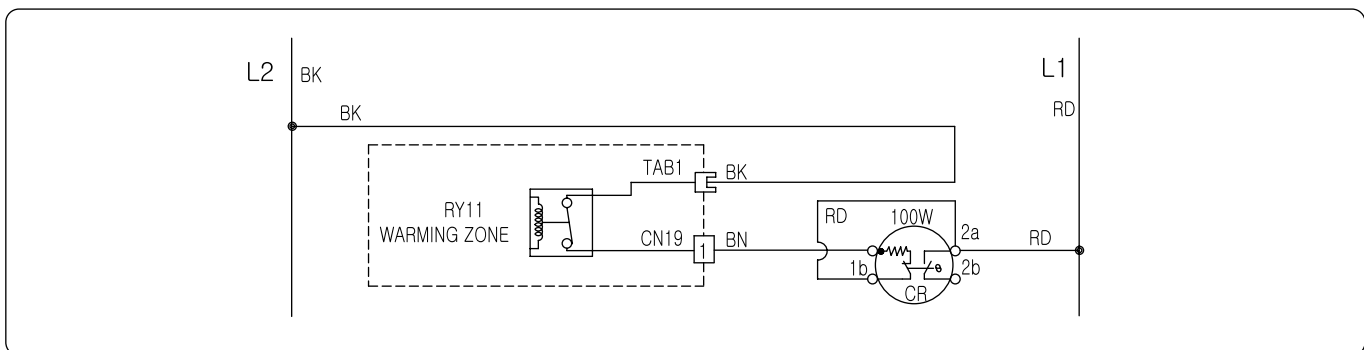 L2
BK
L1
RD
BK
TAB1
BK
RY11
WARMING ZONE
CN19
1
BN
RD
100W
2a
RD
1b
2b
CR